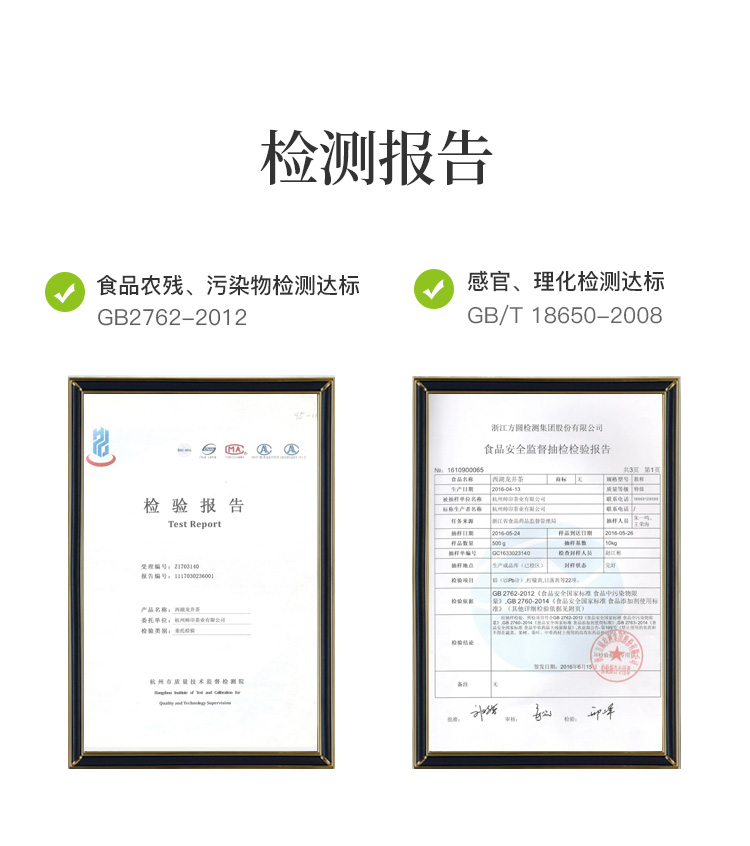 检测报告
食品农残、污染物检测达标
GB2762-2012
感官、理化检测达标
GB/T 18650-2008
检 验 报 告
Test Report
受理编号：Z1703140
报告编号：1117030236001
产品名称：西湖龙井茶
委托单位：杭州狮印茶业有限公司
检验类别：委托检验
杭州市质量技术监督检测院
Hangzhou Institute of Test and Calibration for
Quality and Technology Supervision
浙江方圆检测集团股份有限公司
食品安全监督抽检检验报告
№：1610900065 共3页 第1页
食品名称 西湖龙井茶 商标 无 规格型号 散称
生产日期 2016-04-13 质量等级 特级
被抽样单位名称 杭州狮印茶业有限公司 联系电话
标称生产者名称 杭州狮印茶业有限公司 联系电话 /
任务来源 浙江省食品药品监督管理局 抽样人员
抽样日期 2016-05-24 样品到达日期 2016-05-26
样品数量 500 g 抽样基数 10kg
抽样单编号 GC1633023140 检查封样人员
抽样地点 生产成品库（已检区） 封样状态 完好
检验项目 铅（以Pb计）,柠檬黄,日落黄等22项。
检验依据 GB 2762-2012《食品安全国家标准 食品中污染物限
量》,GB 2760-2014《食品安全国家标准 食品添加剂使用标
准》（其他详细检验依据见附页）
检验结论
签发日期：2016年6月15日
备注 无
批准： 审核： 检验：